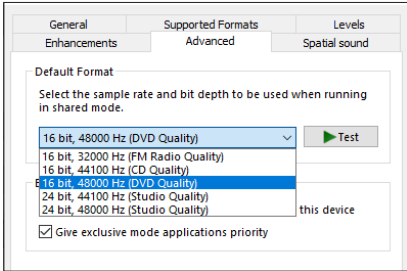 General Supported Formats Levels
Enhancements Advanced Spatial sound
Default Format
Select the sample rate and bit depth to be used when running
in shared mode.
16 bit, 48000 Hz (DVD Quality) Test
16 bit, 32000 Hz (FM Radio Quality)
16 bit, 44100 Hz (CD Quality)
16 bit, 48000 Hz (DVD Quality)
24 bit, 44100 Hz (Studio Quality)
24 bit, 48000 Hz (Studio Quality)
this device
Give exclusive mode applications priority